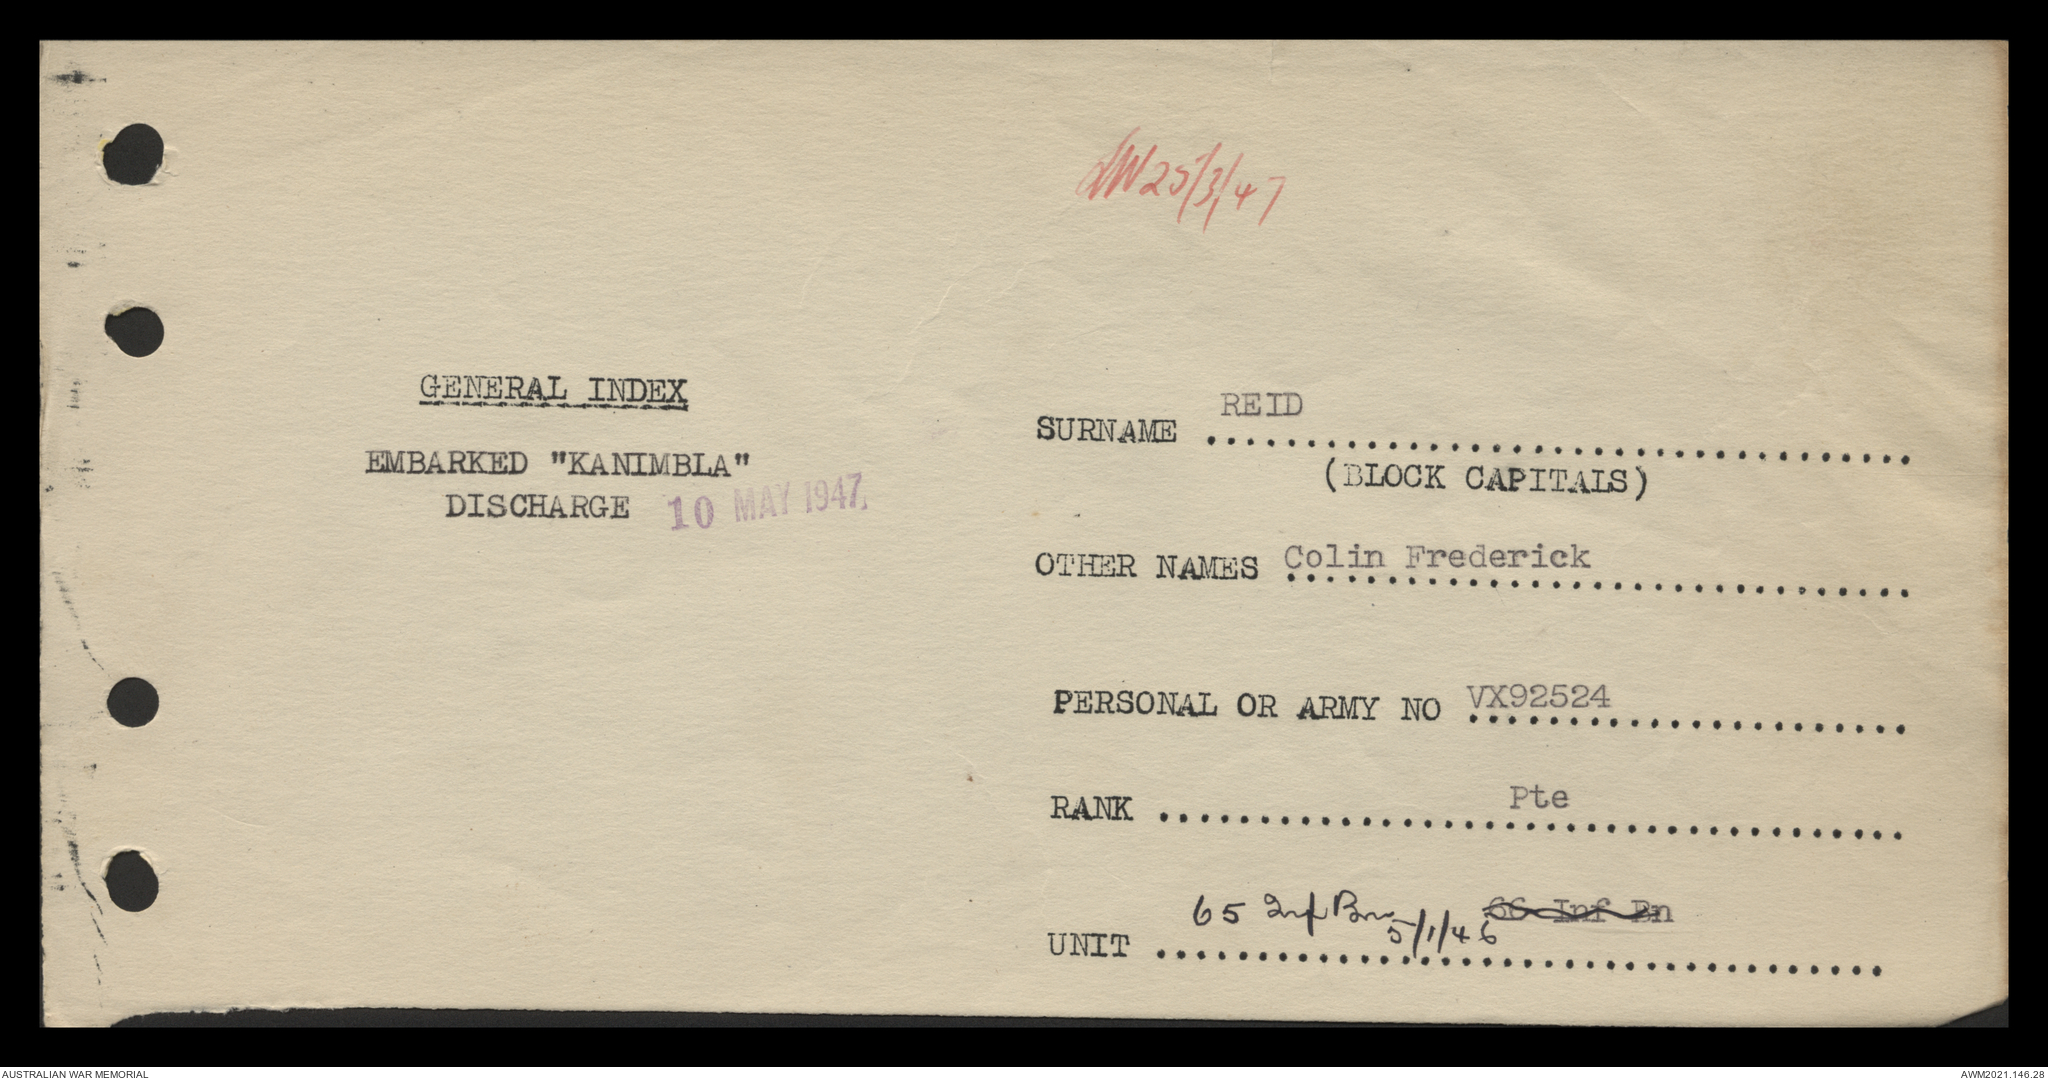 25/3/47
GENERAL INDEX
EMBARKED "KANIMBLA"
DISCHARGE 10 MAY 1947.
SURNAME REID
(BLOCK CAPITALS)
OTHER NAMES Colin Frederick
PERSONAL OR ARMY NO VX92524
RANK Pte
UNIT 65 Inf Bn 5/1/46 66 Inf Bn
AUSTRALIAN WAR MEMORIAL
AWM2021.146.28